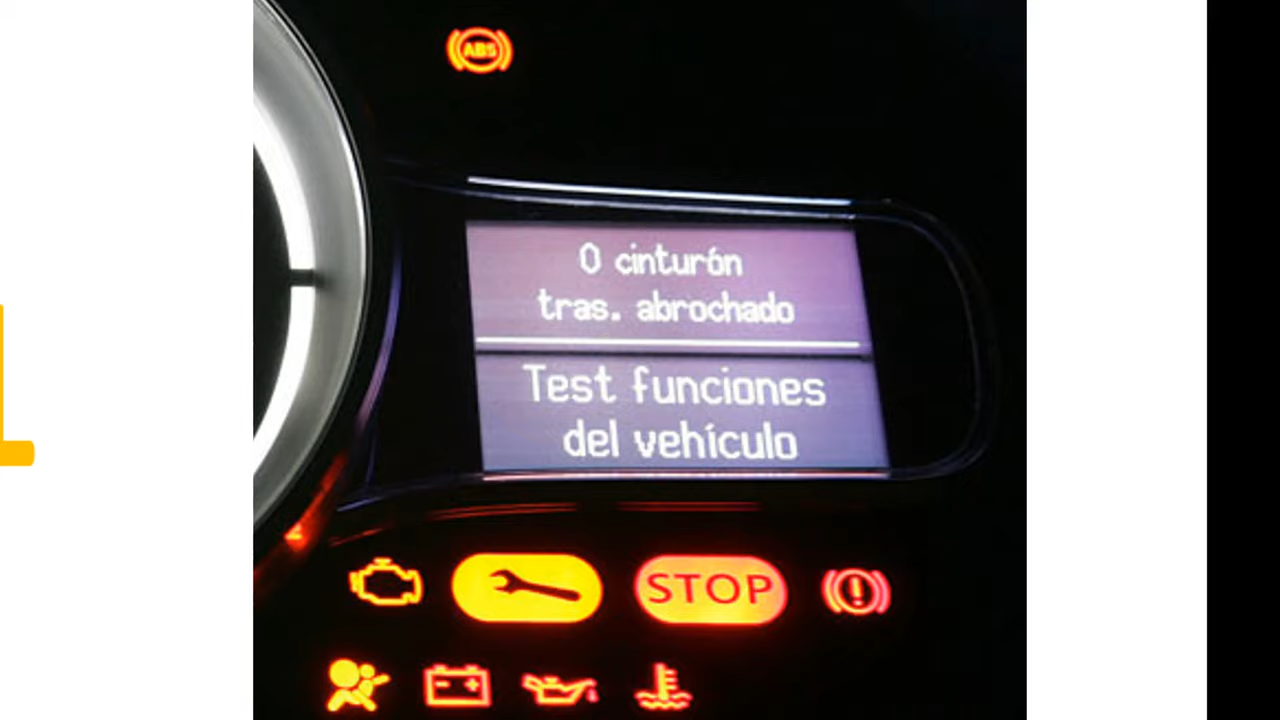 ABS
0 cinturón
tras. abrochado
Test funciones
del vehículo
STOP